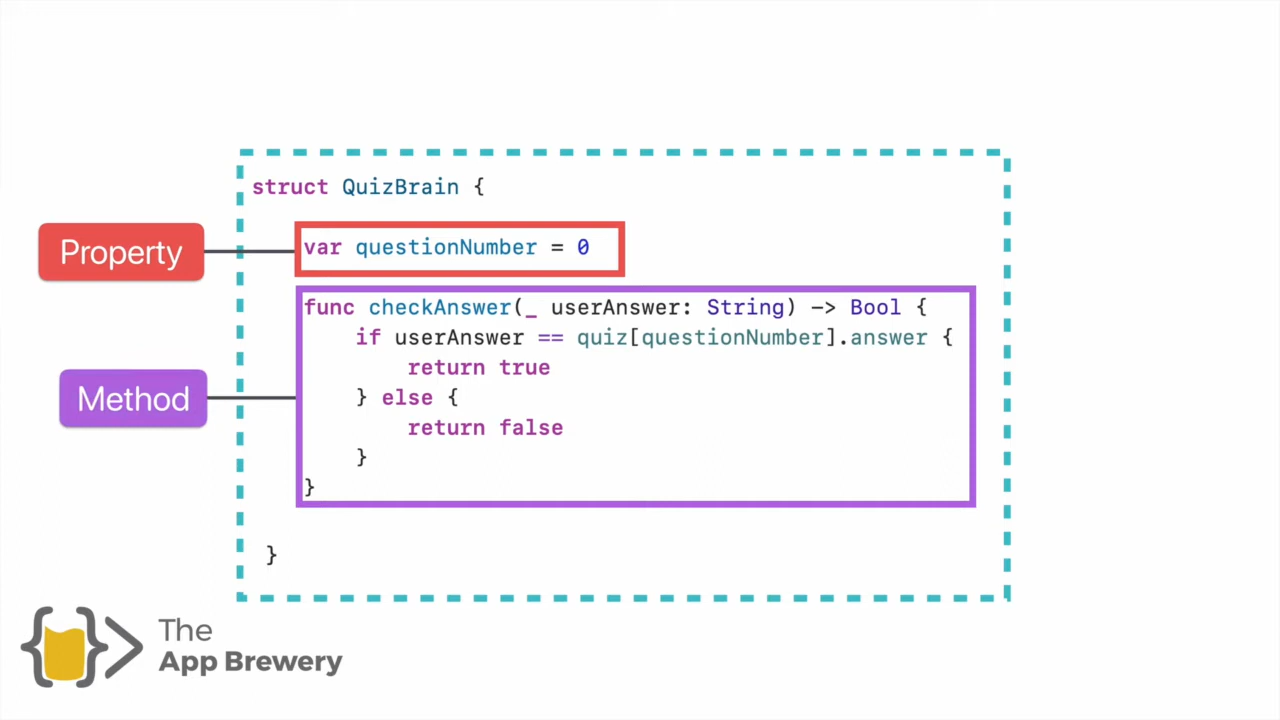 struct QuizBrain {
Property
var questionNumber = 0
func checkAnswer(_ userAnswer: String) -> Bool {
if userAnswer == quiz[questionNumber].answer {
return true
Method
} else {
return false
}
}
}
The
App Brewery